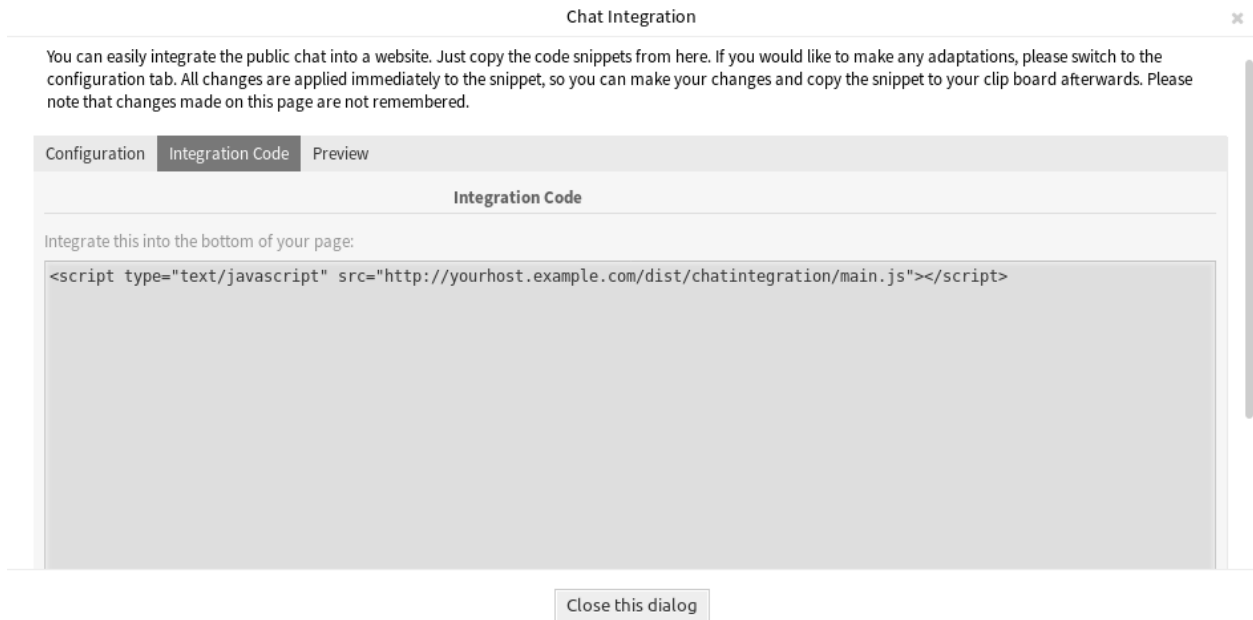 Chat Integration
×
You can easily integrate the public chat into a website. Just copy the code snippets from here. If you would like to make any adaptations, please switch to the
configuration tab. All changes are applied immediately to the snippet, so you can make your changes and copy the snippet to your clip board afterwards. Please
note that changes made on this page are not remembered.
Configuration Integration Code Preview
Integration Code
Integrate this into the bottom of your page:
<script type="text/javascript" src="http://yourhost.example.com/dist/chatintegration/main.js"></script>
Close this dialog